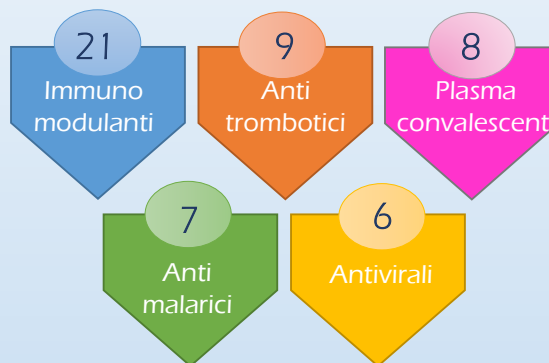 21
Immuno
modulanti
9
Anti
trombotici
8
Plasma
convalescent
7
Anti
malarici
6
Antivirali